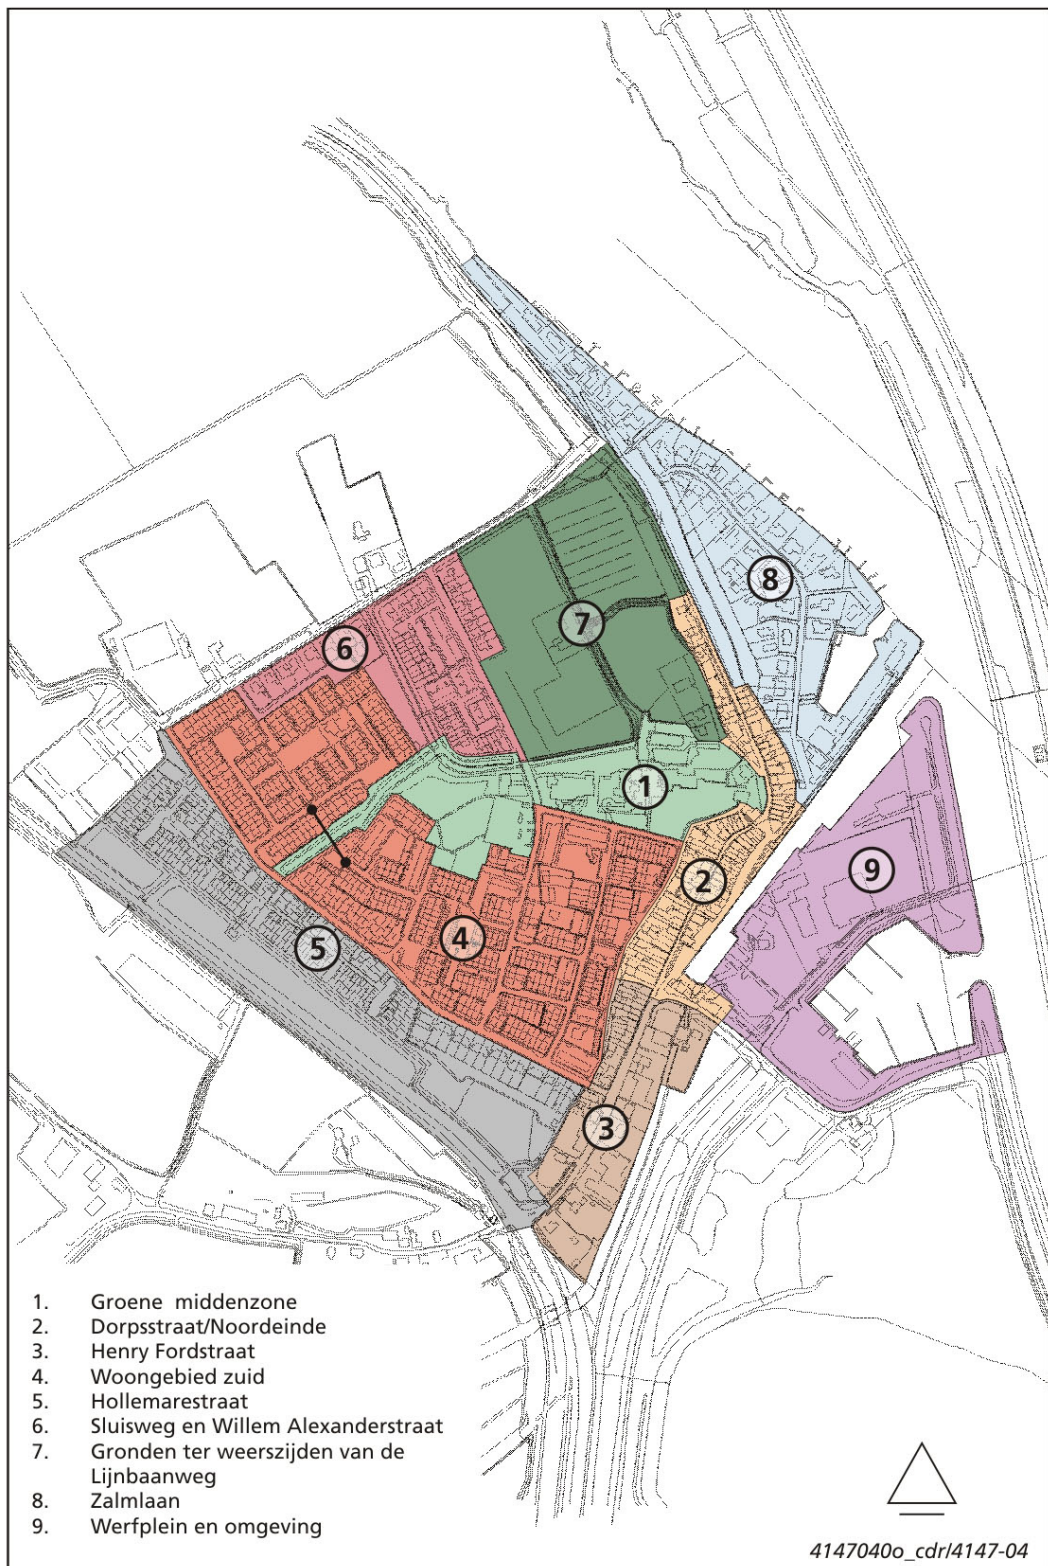 8
7
6
1
2
9
4
5
3
1. Groene middenzone
2. Dorpsstraat/Noordeinde
3. Henry Fordstraat
4. Woongebied zuid
5. Hollemarestraat
6. Sluisweg en Willem Alexanderstraat
7. Gronden ter weerszijden van de
Lijnbaanweg
8. Zalmlaan
9. Werfplein en omgeving
4147040o_cdr/4147-04